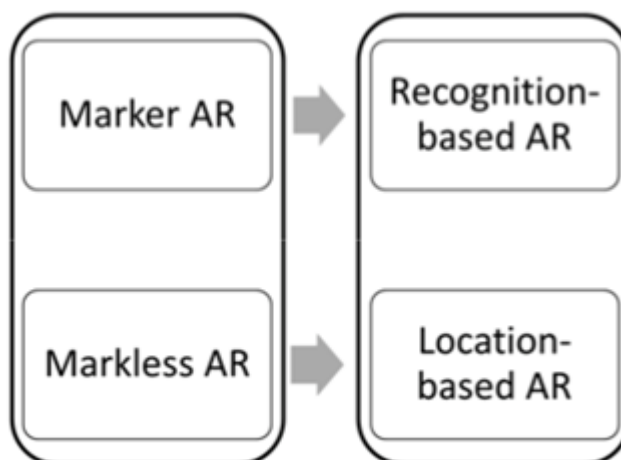 Marker AR
Recognition-
based AR
Markless AR
Location-
based AR